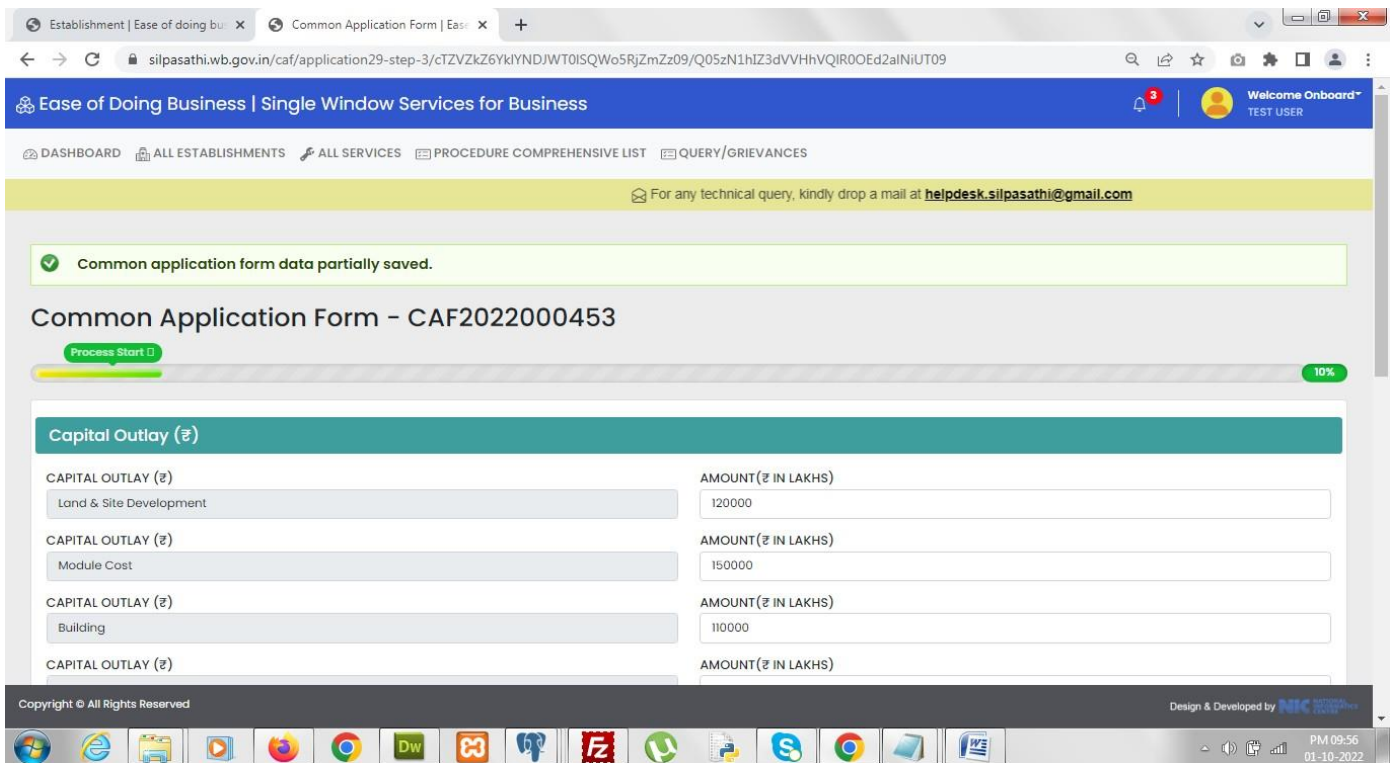 Establishment | Ease of doing bu
Common Application Form | Ease
silpasathi.wb.gov.in/caf/application29-step-3/
Ease of Doing Business | Single Window Services for Business
3
Welcome Onboard
TEST USER
DASHBOARD ALL ESTABLISHMENTS ALL SERVICES PROCEDURE COMPREHENSIVE LIST QUERY/GRIEVANCES
For any technical query, kindly drop a mail at helpdesk.silpasathi@gmail.com
Common application form data partially saved.
Common Application Form - CAF2022000453
Process Start
10%
Capital Outlay (₹)
CAPITAL OUTLAY (₹) AMOUNT(₹ IN LAKHS)
Land & Site Development 120000
CAPITAL OUTLAY (₹) AMOUNT(₹ IN LAKHS)
Module Cost 150000
CAPITAL OUTLAY (₹) AMOUNT(₹ IN LAKHS)
Building 110000
CAPITAL OUTLAY (₹) AMOUNT(₹ IN LAKHS)
Copyright © All Rights Reserved Design & Developed by NIC NATIONAL INFORMATICS CENTRE
Dw
PM 09:56
01-10-2022